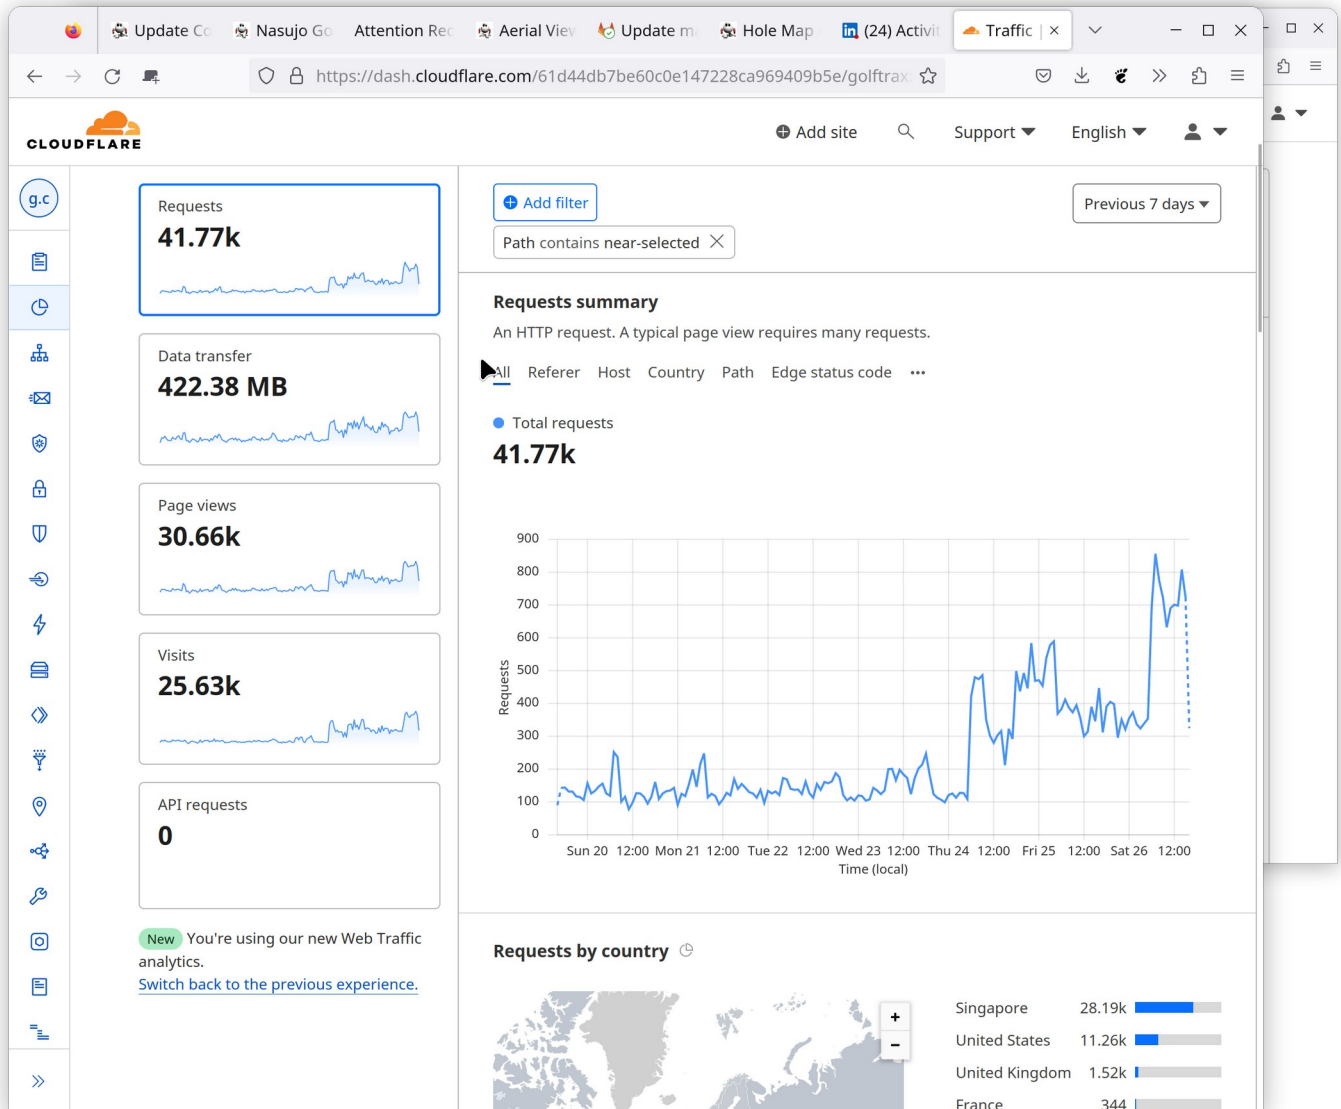 Update Co
Nasujo Go
Attention Rec
Aerial View
Update m
Hole Map
in (24) Activit
Traffic |
https://dash.cloudflare.com/61d44db7be60c0e147228ca969409b5e/golftrax
CLOUDFLARE
Add site
Support
English
g.c
Requests
41.77k
Data transfer
422.38 MB
Page views
30.66k
Visits
25.63k
API requests
0
New You're using our new Web Traffic
analytics.
Switch back to the previous experience.
Add filter
Previous 7 days
Path contains near-selected
Requests summary
An HTTP request. A typical page view requires many requests.
All Referer Host Country Path Edge status code
Total requests
41.77k
900
800
700
600
500
400
300
200
100
0
Requests
Sun 20 12:00 Mon 21 12:00 Tue 22 12:00 Wed 23 12:00 Thu 24 12:00 Fri 25 12:00 Sat 26 12:00
Time (local)
Requests by country
+
−
Singapore 28.19k
United States 11.26k
United Kingdom 1.52k
France 344